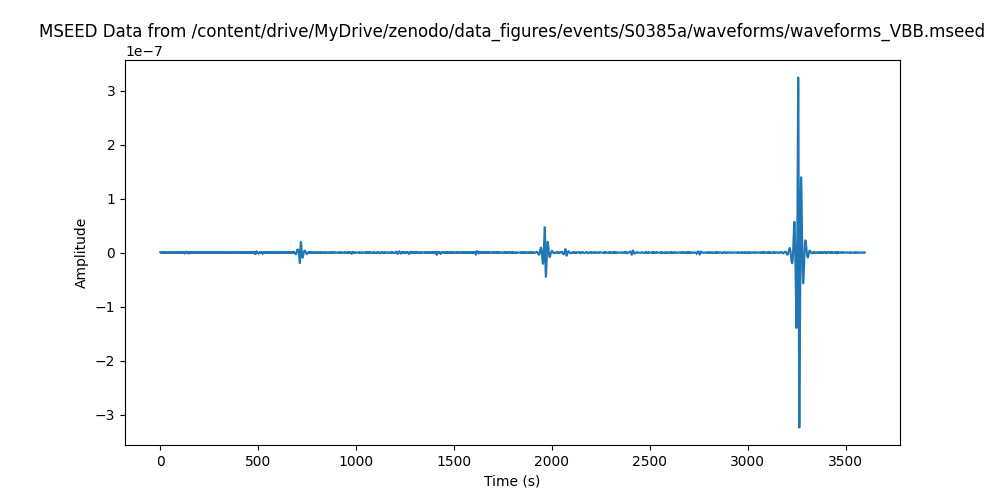 MSEED Data from /content/drive/MyDrive/zenodo/data_figures/events/S0385a/waveforms/waveforms_VBB.mseed
1e−7
3
2
1
0
−1
−2
−3
Amplitude
0 500 1000 1500 2000 2500 3000 3500
Time (s)